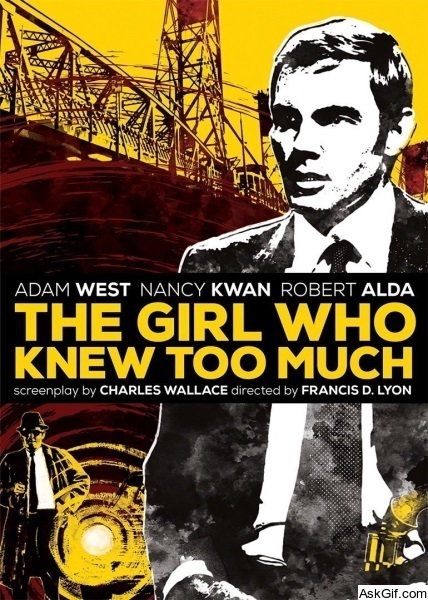 ADAM WEST NANCY KWAN ROBERT ALDA
THE GIRL WHO
KNEW TOO MUCH
screenplay by CHARLES WALLACE directed by FRANCIS D. LYON
AskGif.com